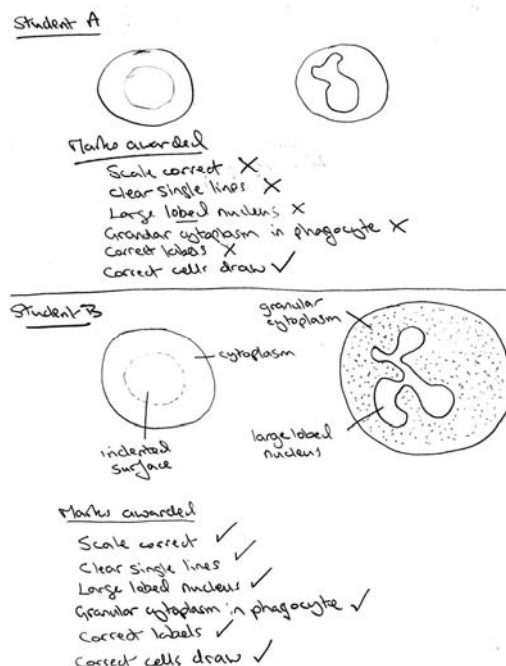 Student A
Marks awarded
Scale correct ✗
Clear single lines ✗
Large lobed nucleus ✗
Granular cytoplasm in phagocyte ✗
Correct labels ✗
Correct cells draw ✓
Student B
granular
cytoplasm
cytoplasm
indented
surface
large lobed
nucleus
Marks awarded
Scale correct ✓
Clear single lines ✓
Large lobed nucleus ✓
Granular cytoplasm in phagocyte ✓
Correct labels ✓
Correct cells draw ✓